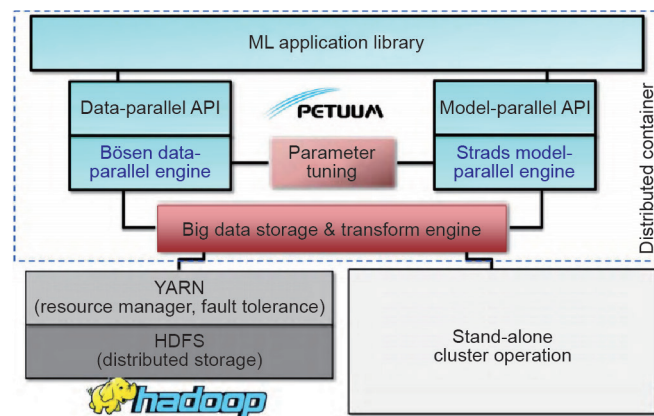 ML application library
Data-parallel API
PETUUM
Model-parallel API
Bösen data-
parallel engine
Parameter
tuning
Strads model-
parallel engine
Distributed container
Big data storage & transform engine
YARN
(resource manager, fault tolerance)
HDFS
(distributed storage)
Stand-alone
cluster operation
hadoop